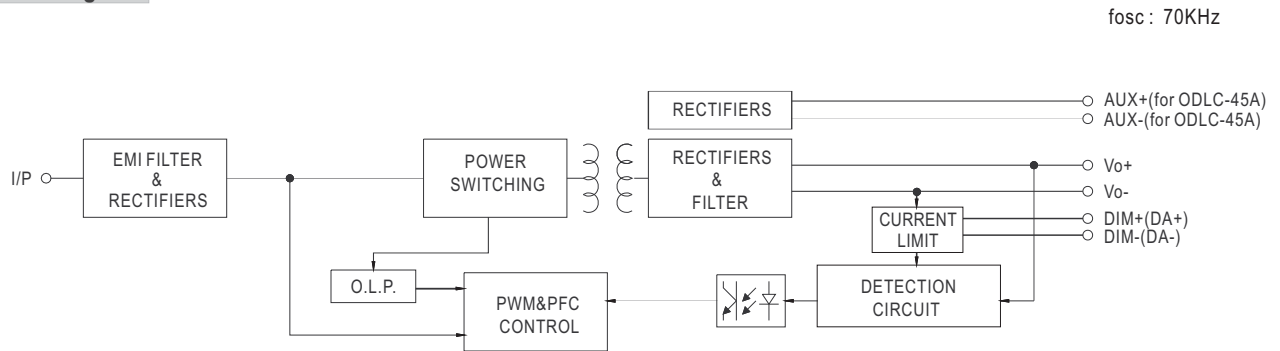 fosc : 70KHz
RECTIFIERS
AUX+(for ODLC-45A)
AUX-(for ODLC-45A)
I/P
EMI FILTER
&
RECTIFIERS
POWER
SWITCHING
RECTIFIERS
&
FILTER
Vo+
Vo-
CURRENT
LIMIT
DIM+(DA+)
DIM-(DA-)
O.L.P.
PWM&PFC
CONTROL
DETECTION
CIRCUIT